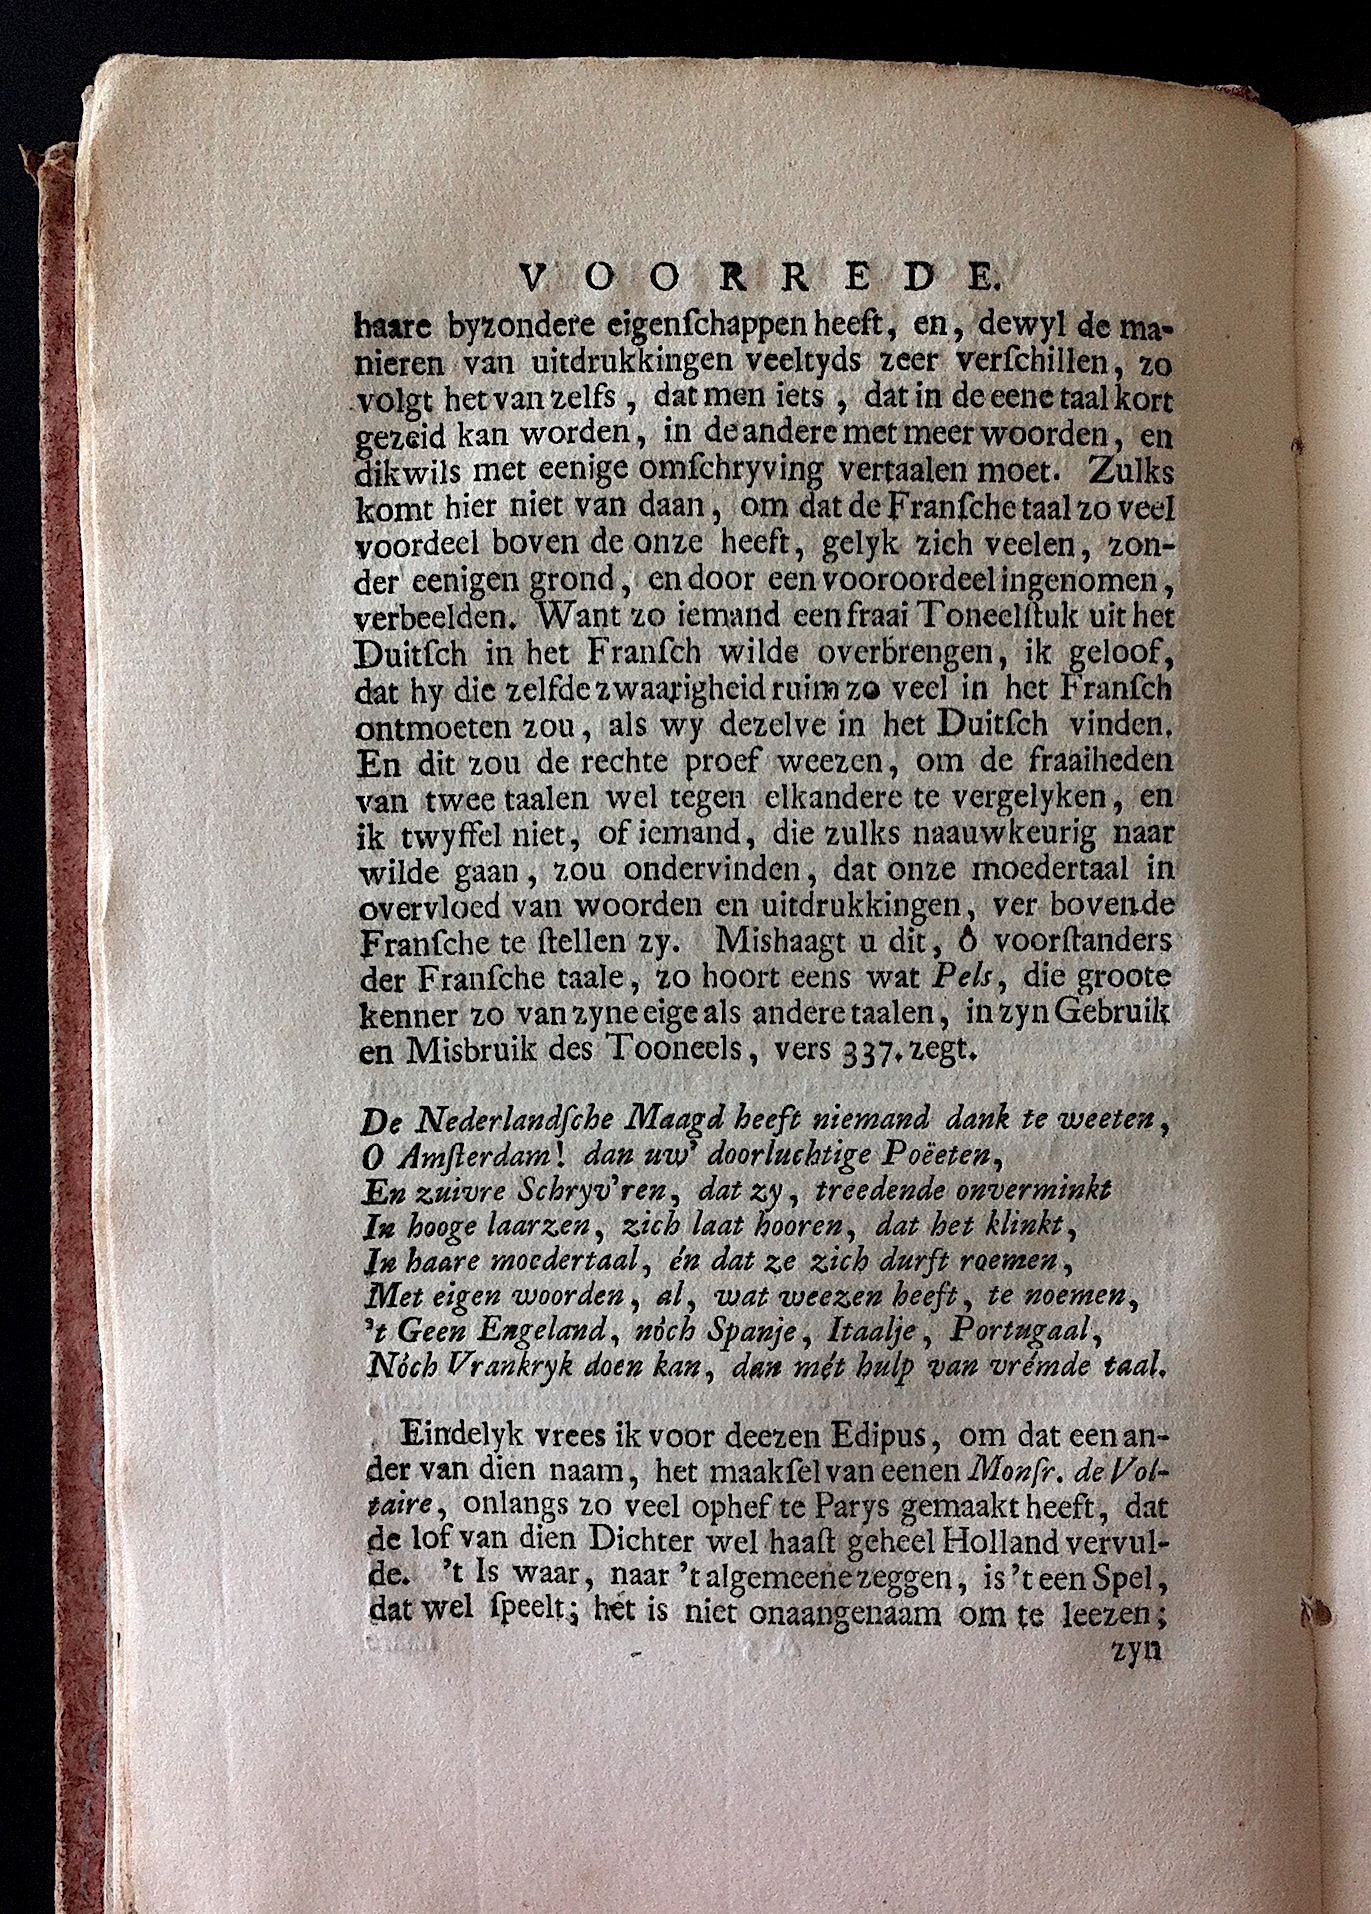 VOORREDE.
haare byzondere eigenſchappen heeft, en, dewyl de ma-
nieren van uitdrukkingen veeltyds zeer verſchillen, zo
volgt het van zelfs, dat men iets, dat in de eene taal kort
gezeid kan worden, in de andere met meer woorden, en
dikwils met eenige omſchryving vertaalen moet. Zulks
komt hier niet van daan, om dat de Franſche taal zo veel
voordeel boven de onze heeft, gelyk zich veelen, zon-
der eenigen grond, en door een vooroordeel ingenomen,
verbeelden. Want zo iemand een fraai Toneelſtuk uit het
Duitſch in het Franſch wilde overbrengen, ik geloof,
dat hy die zelfde zwaarigheid ruim zo veel in het Franſch
ontmoeten zou, als wy dezelve in het Duitſch vinden.
En dit zou de rechte proef weezen, om de fraaiheden
van twee taalen wel tegen elkandere te vergelyken, en
ik twyffel niet, of iemand, die zulks naauwkeurig naar
wilde gaan, zou ondervinden, dat onze moedertaal in
overvloed van woorden en uitdrukkingen, ver boven de
Franſche te ſtellen zy. Mishaagt u dit, ô voorſtanders
der Franſche taale, zo hoort eens wat Pels, die groote
kenner zo van zyne eige als andere taalen, in zyn Gebruik
en Misbruik des Tooneels, vers 337. zegt.
De Nederlandſche Maagd heeft niemand dank te weeten,
O Amſterdam! dan uw' doorluchtige Poëeten,
En zuivre Schryv'ren, dat zy, treedende onverminkt
In hooge laarzen, zich laat hooren, dat het klinkt,
In haare moedertaal, én dat ze zich durft roemen,
Met eigen woorden, al, wat weezen heeft, te noemen,
't Geen Engeland, nòch Spanje, Itaalje, Portugaal,
Nòch Vrankryk doen kan, dan mét hulp van vrémde taal.
Eindelyk vrees ik voor deezen Edipus, om dat een an-
der van dien naam, het maakſel van eenen Monſr. de Vol-
taire, onlangs zo veel ophef te Parys gemaakt heeft, dat
de lof van dien Dichter wel haaſt geheel Holland vervul-
de. 't Is waar, naar 't algemeene zeggen, is 't een Spel,
dat wel ſpeelt; hét is niet onaangenaam om te leezen;
zyn